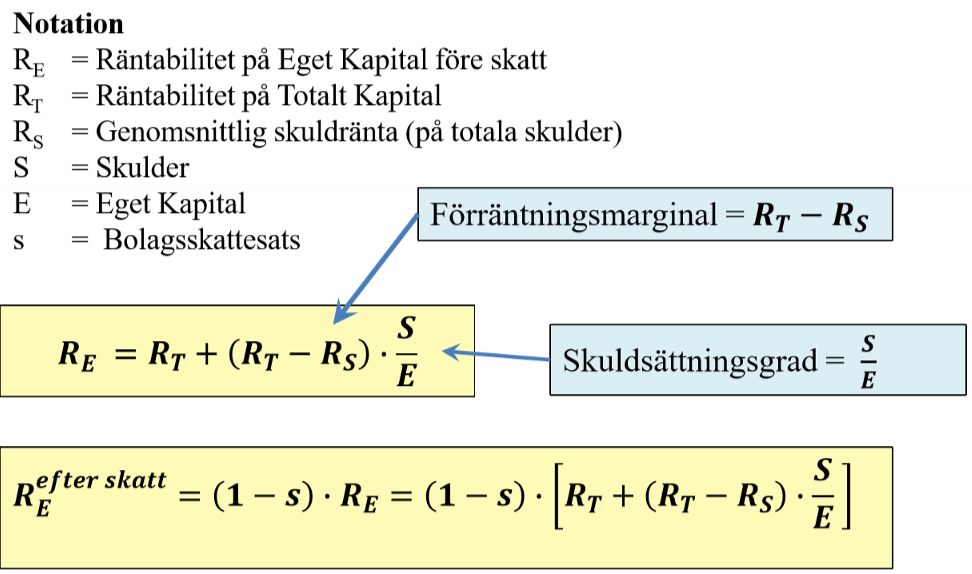 Notation
R_E = Räntabilitet på Eget Kapital före skatt
R_T = Räntabilitet på Totalt Kapital
R_S = Genomsnittlig skuldränta (på totala skulder)
S = Skulder
E = Eget Kapital
s = Bolagsskattesats
Förräntningsmarginal = R_T − R_S
R_E = R_T + (R_T − R_S) · S/E
Skuldsättningsgrad = S/E
R_E^{efter skatt} = (1 − s) · R_E = (1 − s) · [R_T + (R_T − R_S) · S/E]